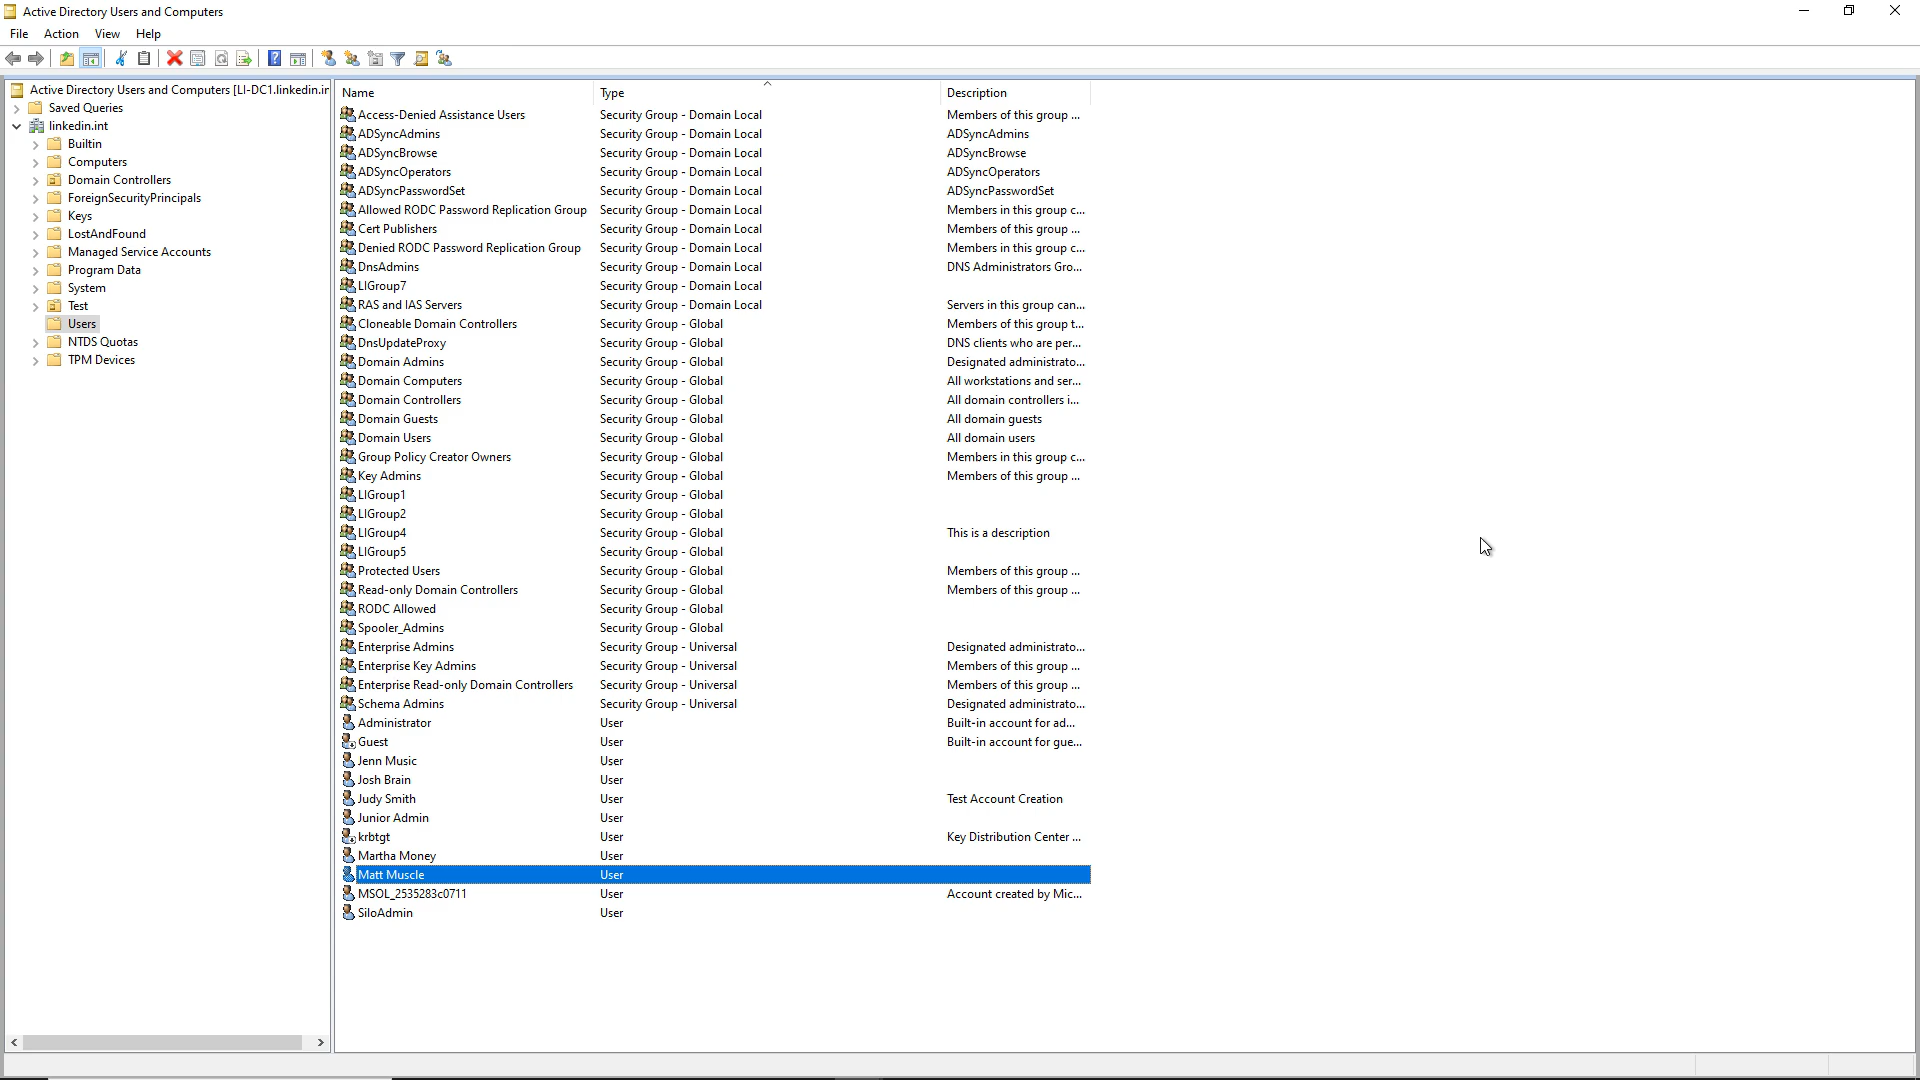 Active Directory Users and Computers
File Action View Help
Active Directory Users and Computers [LI-DC1.linkedin.in
Saved Queries
linkedin.int
Builtin
Computers
Domain Controllers
ForeignSecurityPrincipals
Keys
LostAndFound
Managed Service Accounts
Program Data
System
Test
Users
NTDS Quotas
TPM Devices
Name Type Description
Access-Denied Assistance Users Security Group - Domain Local Members of this group ...
ADSyncAdmins Security Group - Domain Local ADSyncAdmins
ADSyncBrowse Security Group - Domain Local ADSyncBrowse
ADSyncOperators Security Group - Domain Local ADSyncOperators
ADSyncPasswordSet Security Group - Domain Local ADSyncPasswordSet
Allowed RODC Password Replication Group Security Group - Domain Local Members in this group c...
Cert Publishers Security Group - Domain Local Members of this group ...
Denied RODC Password Replication Group Security Group - Domain Local Members in this group c...
DnsAdmins Security Group - Domain Local DNS Administrators Gro...
LIGroup7 Security Group - Domain Local
RAS and IAS Servers Security Group - Domain Local Servers in this group can...
Cloneable Domain Controllers Security Group - Global Members of this group t...
DnsUpdateProxy Security Group - Global DNS clients who are per...
Domain Admins Security Group - Global Designated administrato...
Domain Computers Security Group - Global All workstations and ser...
Domain Controllers Security Group - Global All domain controllers i...
Domain Guests Security Group - Global All domain guests
Domain Users Security Group - Global All domain users
Group Policy Creator Owners Security Group - Global Members in this group c...
Key Admins Security Group - Global Members of this group ...
LIGroup1 Security Group - Global
LIGroup2 Security Group - Global
LIGroup4 Security Group - Global This is a description
LIGroup5 Security Group - Global
Protected Users Security Group - Global Members of this group ...
Read-only Domain Controllers Security Group - Global Members of this group ...
RODC Allowed Security Group - Global
Spooler_Admins Security Group - Global
Enterprise Admins Security Group - Universal Designated administrato...
Enterprise Key Admins Security Group - Universal Members of this group ...
Enterprise Read-only Domain Controllers Security Group - Universal Members of this group ...
Schema Admins Security Group - Universal Designated administrato...
Administrator User Built-in account for ad...
Guest User Built-in account for gue...
Jenn Music User
Josh Brain User
Judy Smith User Test Account Creation
Junior Admin User
krbtgt User Key Distribution Center ...
Martha Money User
Matt Muscle User
MSOL_2535283c0711 User Account created by Mic...
SiloAdmin User